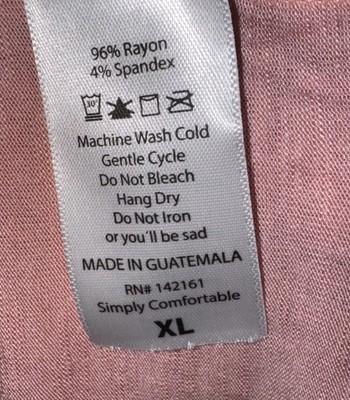 96% Rayon
4% Spandex
30°
Machine Wash Cold
Gentle Cycle
Do Not Bleach
Hang Dry
Do Not Iron
or you'll be sad
MADE IN GUATEMALA
RN# 142161
Simply Comfortable
XL